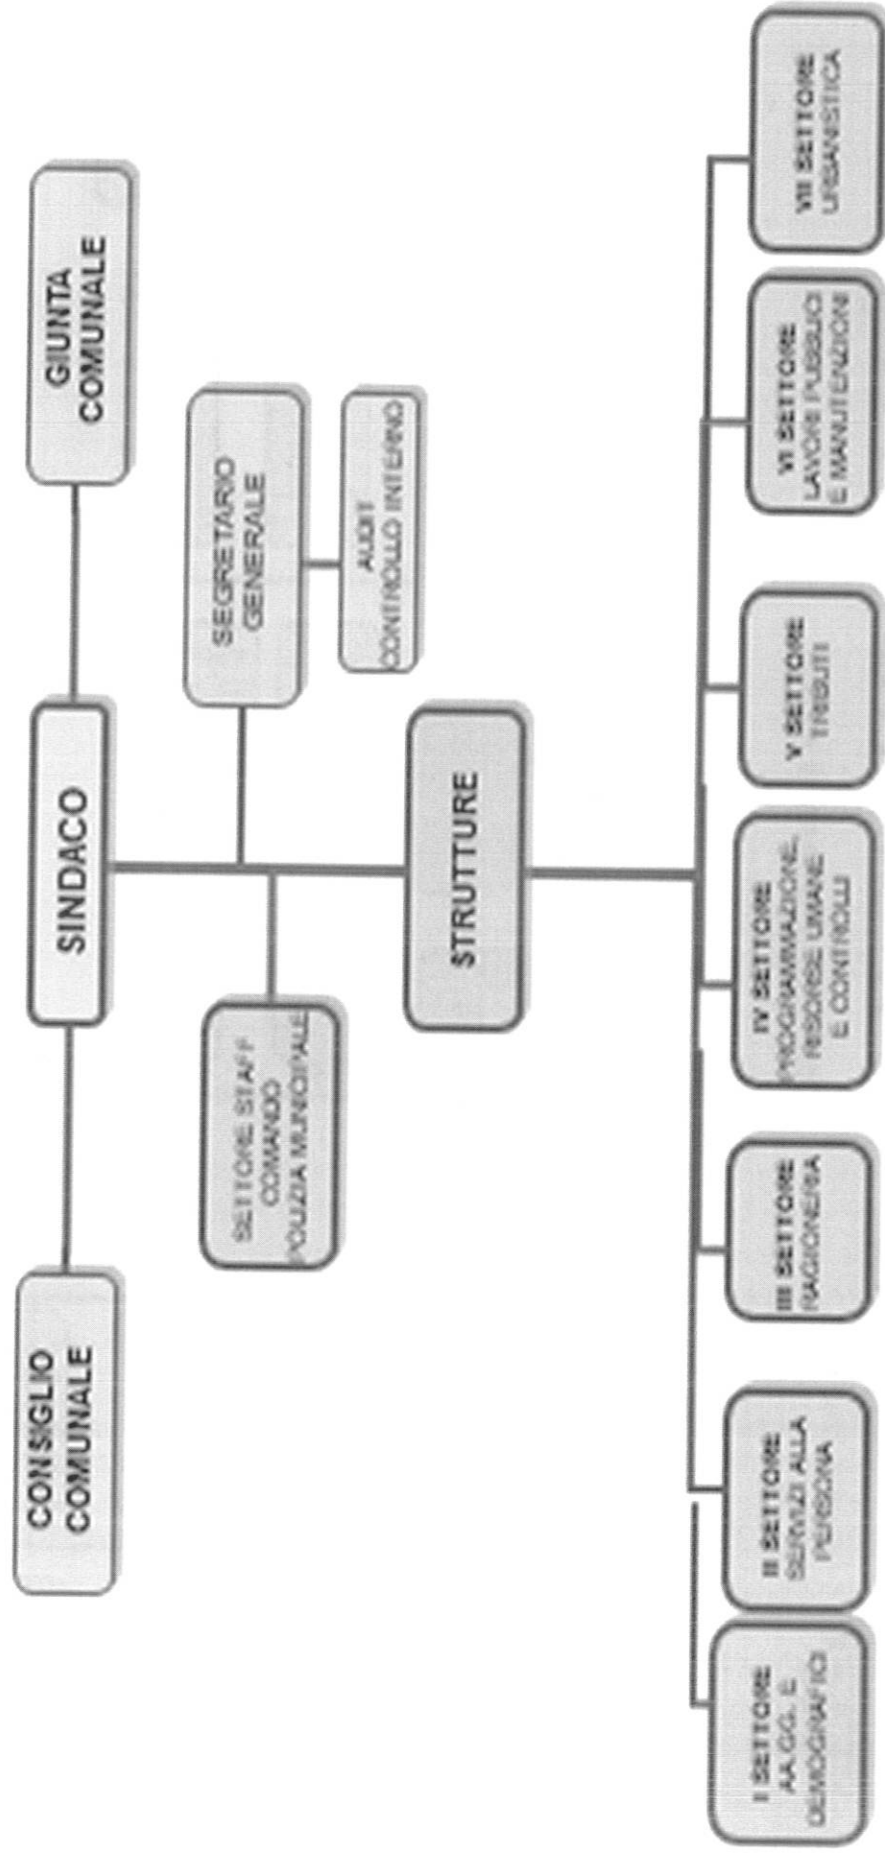 CONSIGLIO
COMUNALE
SINDACO
GIUNTA
COMUNALE
SETTORE STAFF
COMANDO
POLIZIA MUNICIPALE
SEGRETARIO
GENERALE
AUDIT
CONTROLLO INTERNO
STRUTTURE
I SETTORE
AA.GG. E
DEMOGRAFICI
II SETTORE
SERVIZI ALLA
PERSONA
III SETTORE
RAGIONERIA
IV SETTORE
PROGRAMMAZIONE,
RISORSE UMANE
E CONTROLLI
V SETTORE
TRIBUTI
VI SETTORE
LAVORI PUBBLICI
E MANUTENZIONI
VII SETTORE
URBANISTICA